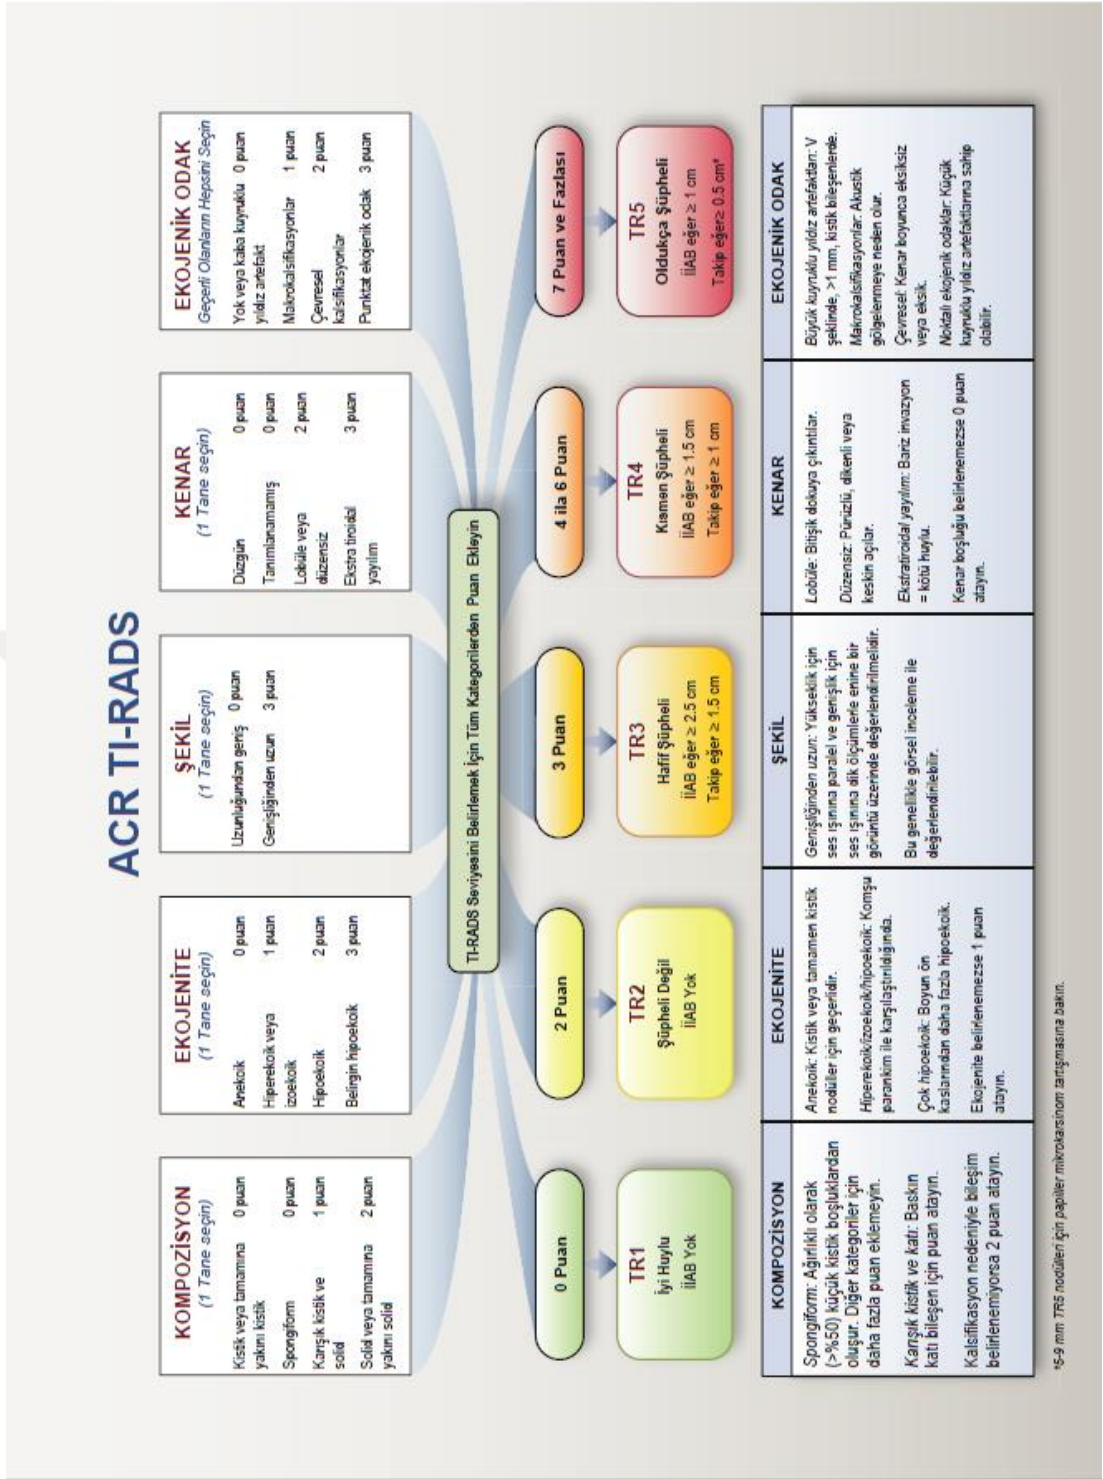 ACR TI-RADS
KOMPOZİSYON
(1 Tane seçin)
Kistik veya tamamına 0 puan
yakını kistik
Spongiform 0 puan
Karışık kistik ve 1 puan
solid
Solid veya tamamına 2 puan
yakını solid
EKOJENİTE
(1 Tane seçin)
Anekoik 0 puan
Hiperekoik veya 1 puan
izoekoik
Hipoekoik 2 puan
Belirgin hipoekoik 3 puan
ŞEKİL
(1 Tane seçin)
Uzunluğundan geniş 0 puan
Genişliğinden uzun 3 puan
KENAR
(1 Tane seçin)
Düzgün 0 puan
Tanımlanamamış 0 puan
Lobüle veya 2 puan
düzensiz
Ekstra tiroidal 3 puan
yayılım
EKOJENİK ODAK
Geçerli Olanların Hepsini Seçin
Yok veya kaba kuyruklu 0 puan
yıldız artefakt
Makrokalsifikasyonlar 1 puan
Çevresel 2 puan
kalsifikasyonlar
Punktat ekojenik odak 3 puan
TI-RADS Seviyesini Belirlemek İçin Tüm Kategorilerden Puan Ekleyin
0 Puan
2 Puan
3 Puan
4 ila 6 Puan
7 Puan ve Fazlası
TR1
İyi Huylu
İİAB Yok
TR2
Şüpheli Değil
İİAB Yok
TR3
Hafif Şüpheli
İİAB eğer ≥ 2.5 cm
Takip eğer ≥ 1.5 cm
TR4
Kısmen Şüpheli
İİAB eğer ≥ 1.5 cm
Takip eğer ≥ 1 cm
TR5
Oldukça Şüpheli
İİAB eğer ≥ 1 cm
Takip eğer≥ 0.5 cm*
KOMPOZİSYON
Spongiform: Ağırlıklı olarak
(>%50) küçük kistik boşluklardan
oluşur. Diğer kategoriler için
daha fazla puan eklemeyin.
Karışık kistik ve katı: Baskın
katı bileşen için puan atayın.
Kalsifikasyon nedeniyle bileşim
belirlenemiyorsa 2 puan atayın.
EKOJENİTE
Anekoik: Kistik veya tamamen kistik
nodüller için geçerlidir.
Hiperekoik/izoekoik/hipoekoik: Komşu
parankim ile karşılaştırıldığında.
Çok hipoekoik: Boyun ön
kaslarından daha fazla hipoekoik.
Ekojenite belirlenemezse 1 puan
atayın.
ŞEKİL
Genişliğinden uzun: Yükseklik için
ses ışınına paralel ve genişlik için
ses ışınına dik ölçümlerle enine bir
görüntü üzerinde değerlendirilmelidir.
Bu genellikle görsel inceleme ile
değerlendirilebilir.
KENAR
Lobüle: Bitişik dokuya çıkıntılar.
Düzensiz: Pürüzlü, dikenli veya
keskin açılar.
Ekstratiroidal yayılım: Bariz invazyon
= kötü huylu.
Kenar boşluğu belirlenemezse 0 puan
atayın.
EKOJENİK ODAK
Büyük kuyruklu yıldız artefaktları: V
şeklinde, >1 mm, kistik bileşenlerde.
Makrokalsifikasyonlar: Akustik
gölgelenmeye neden olur.
Çevresel: Kenar boyunca eksiksiz
veya eksik.
Noktalı ekojenik odaklar: Küçük
kuyruklu yıldız artefaktlarına sahip
olabilir.
*5-9 mm TR5 nodülleri için papiller mikrokarsinom tartışmasına bakın.